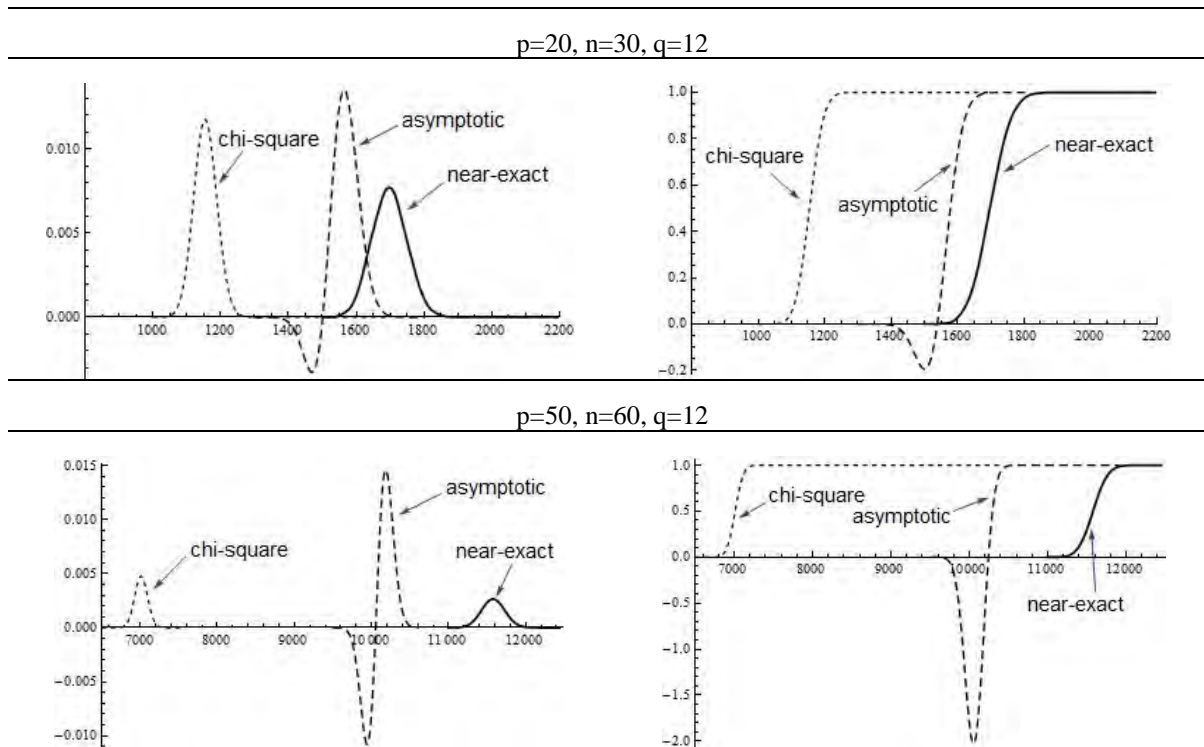 p=20, n=30, q=12
0.010
0.005
0.000
1000 1200 1400 1600 1800 2000 2200
chi-square
asymptotic
near-exact
1.0
0.8
0.6
0.4
0.2
0.0
−0.2
1000 1200 1400 1600 1800 2000 2200
chi-square
asymptotic
near-exact
p=50, n=60, q=12
0.015
0.010
0.005
0.000
−0.005
−0.010
7000 8000 9000 10000 11000 12000
chi-square
asymptotic
near-exact
1.0
0.5
0.0
−0.5
−1.0
−1.5
−2.0
7000 8000 9000 10000 11000 12000
chi-square
asymptotic
near-exact